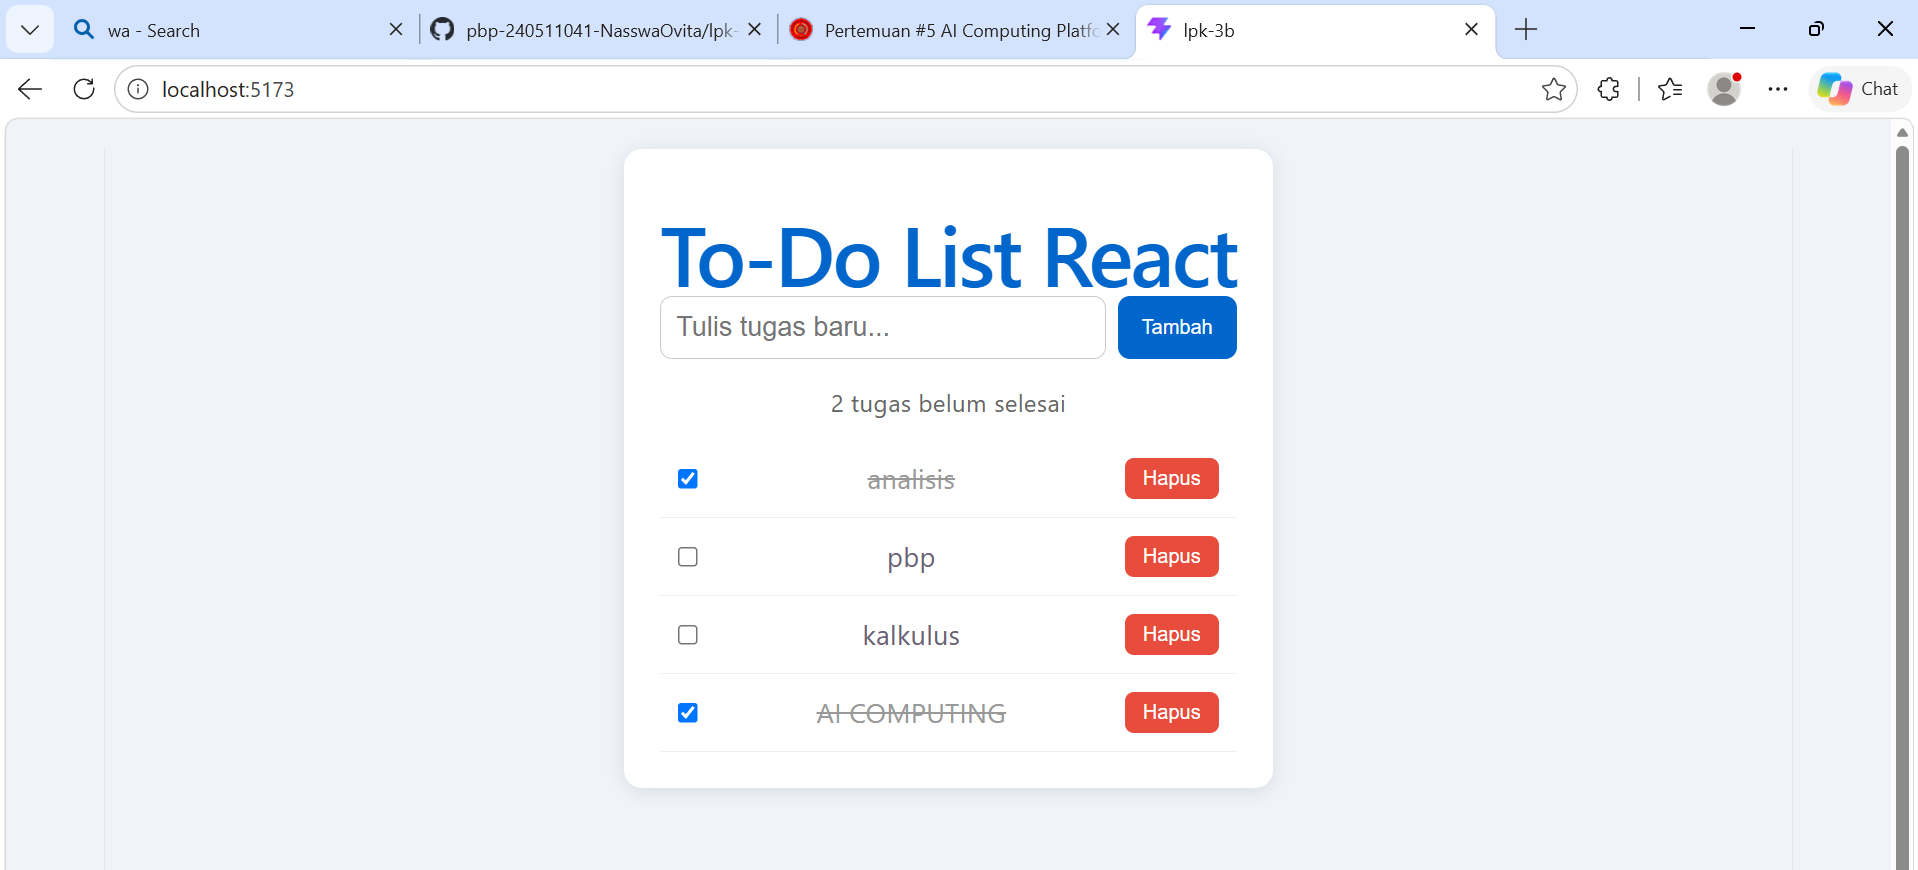 wa - Search
pbp-240511041-NasswaOvita/lpk-
Pertemuan #5 AI Computing Platfo
lpk-3b
localhost:5173
Chat
To-Do List React
Tulis tugas baru...
Tambah
2 tugas belum selesai
analisis
Hapus
pbp
Hapus
kalkulus
Hapus
AI COMPUTING
Hapus